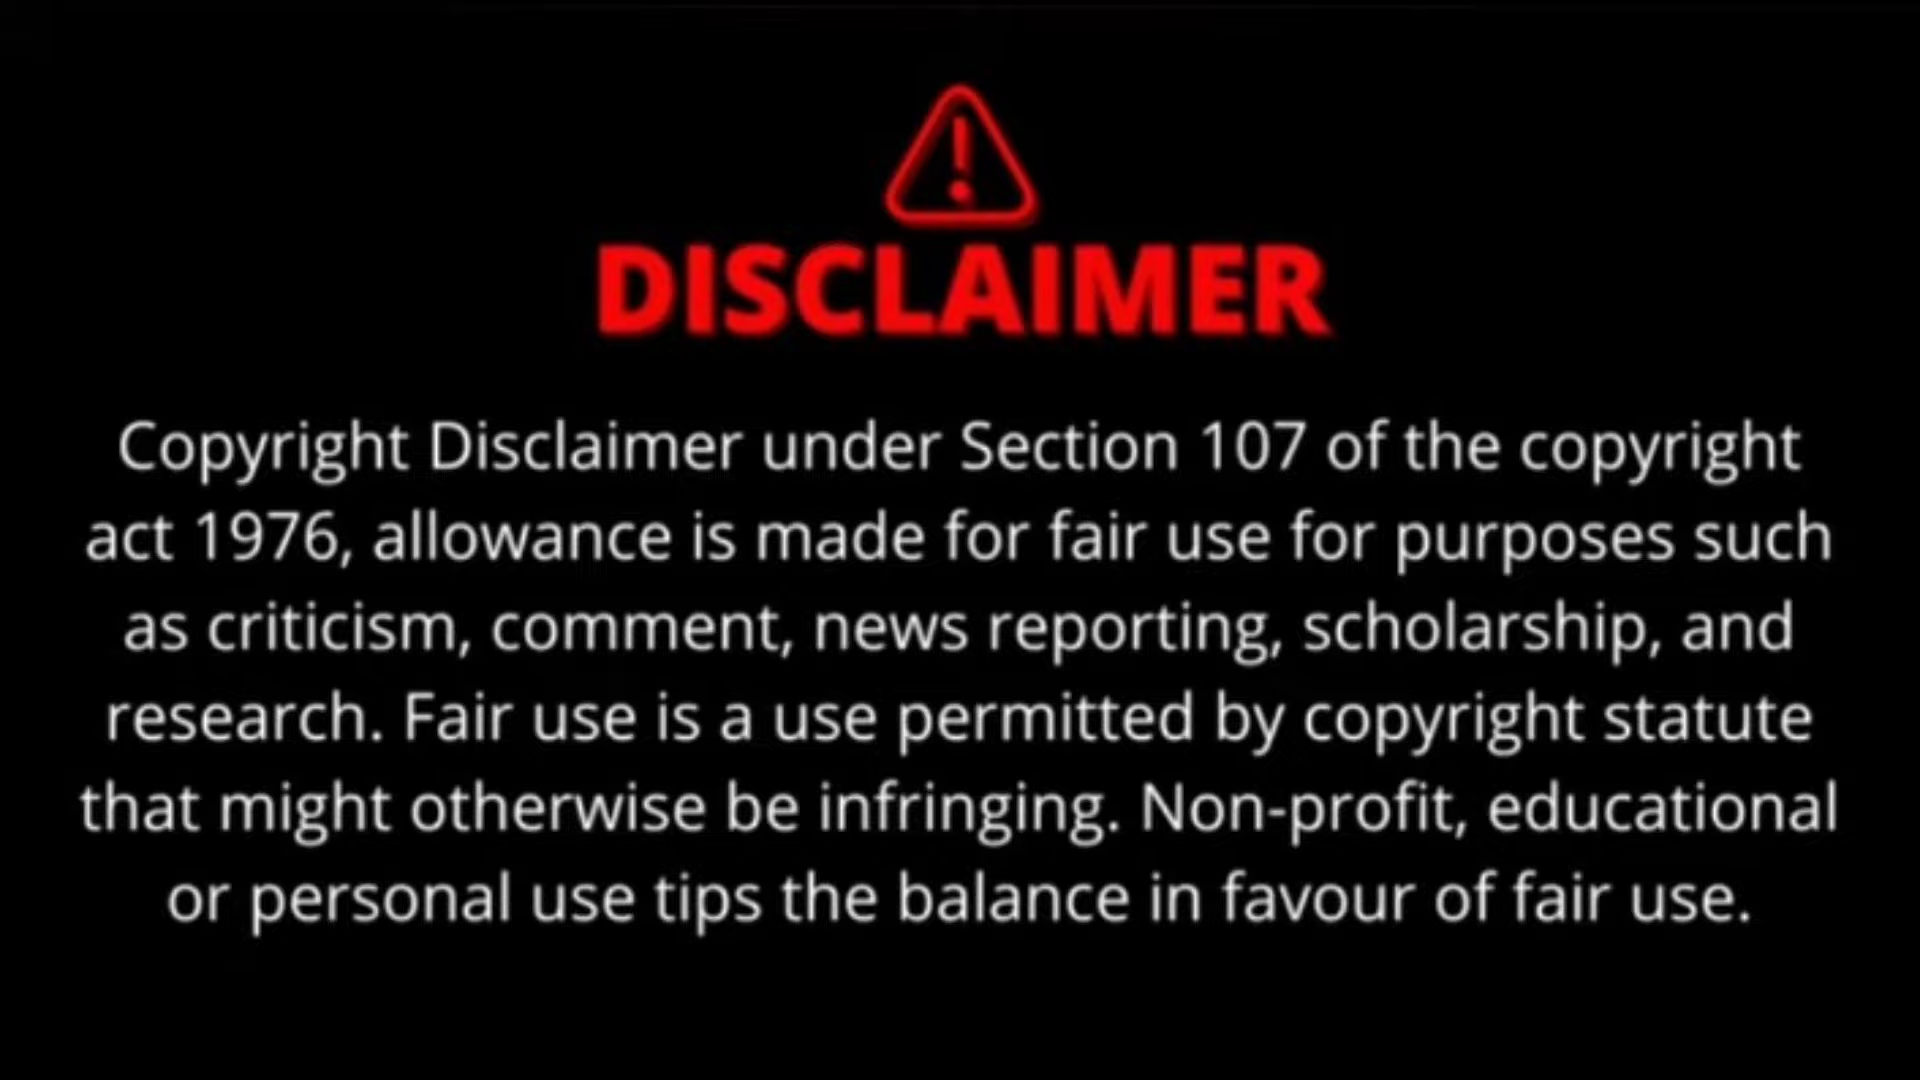 DISCLAIMER
Copyright Disclaimer under Section 107 of the copyright
act 1976, allowance is made for fair use for purposes such
as criticism, comment, news reporting, scholarship, and
research. Fair use is a use permitted by copyright statute
that might otherwise be infringing. Non-profit, educational
or personal use tips the balance in favour of fair use.